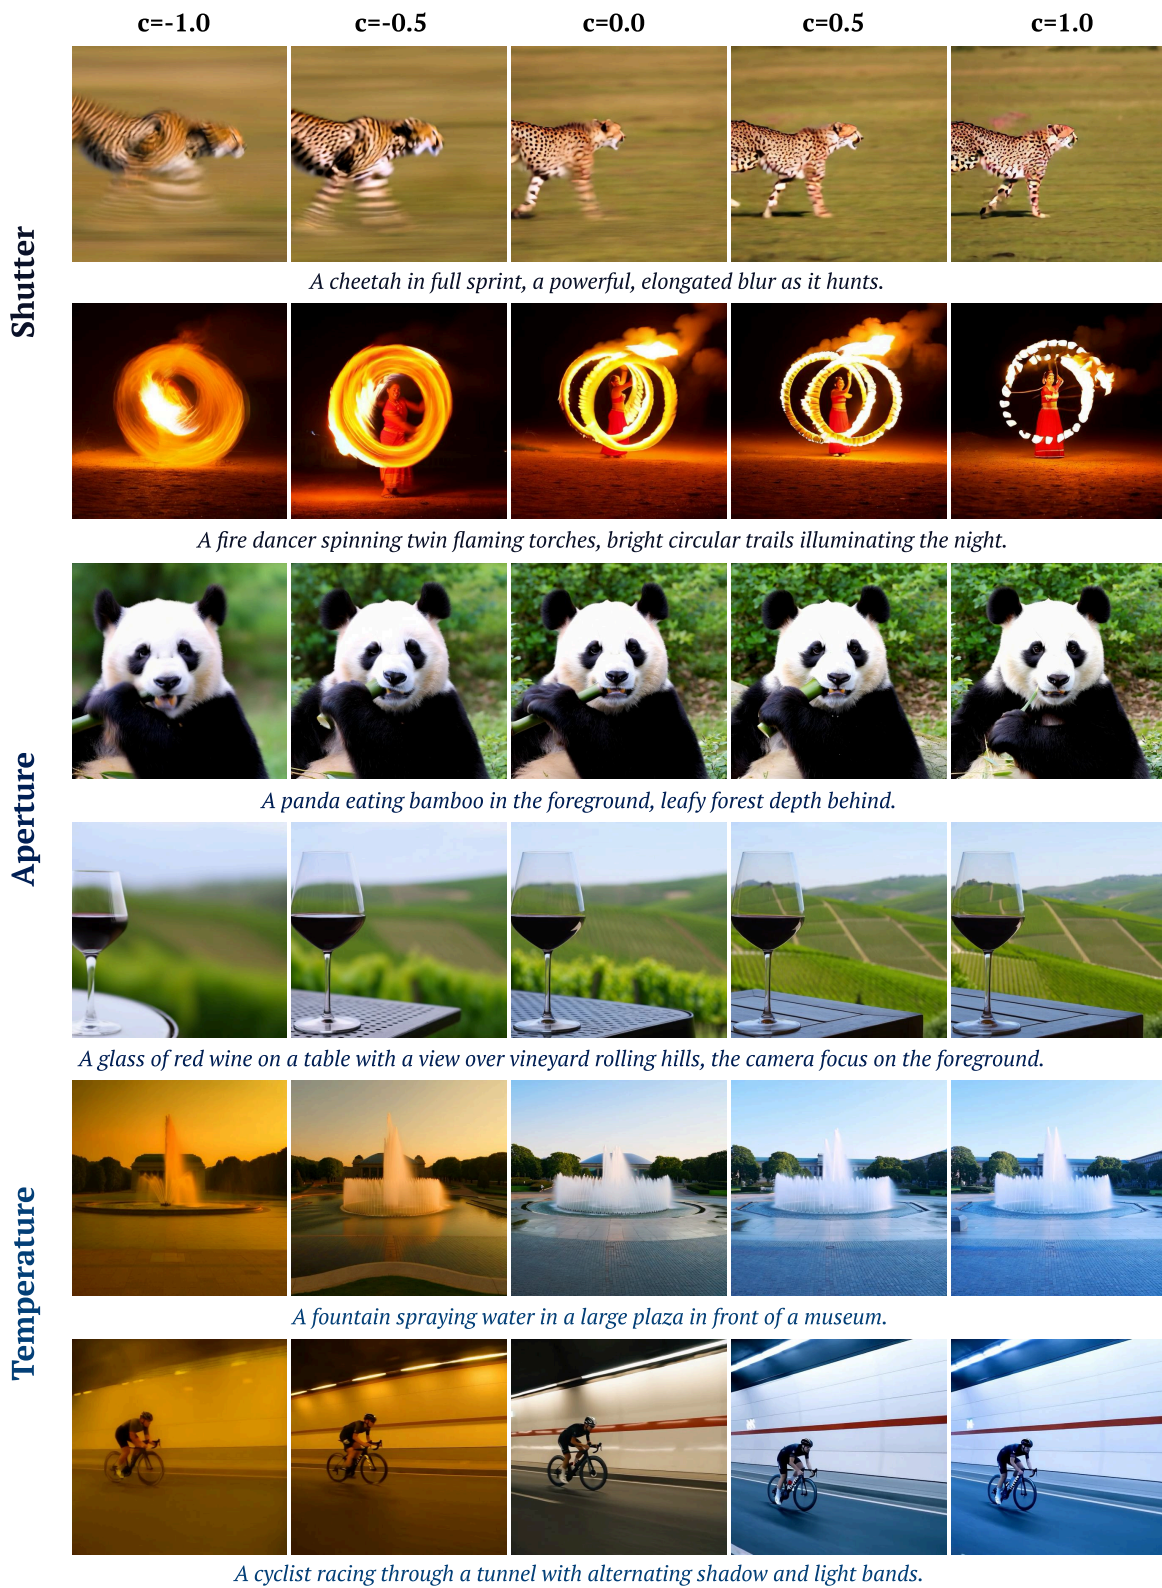 c=-1.0 c=-0.5 c=0.0 c=0.5 c=1.0
Shutter
A cheetah in full sprint, a powerful, elongated blur as it hunts.
A fire dancer spinning twin flaming torches, bright circular trails illuminating the night.
Aperture
A panda eating bamboo in the foreground, leafy forest depth behind.
A glass of red wine on a table with a view over vineyard rolling hills, the camera focus on the foreground.
Temperature
A fountain spraying water in a large plaza in front of a museum.
A cyclist racing through a tunnel with alternating shadow and light bands.